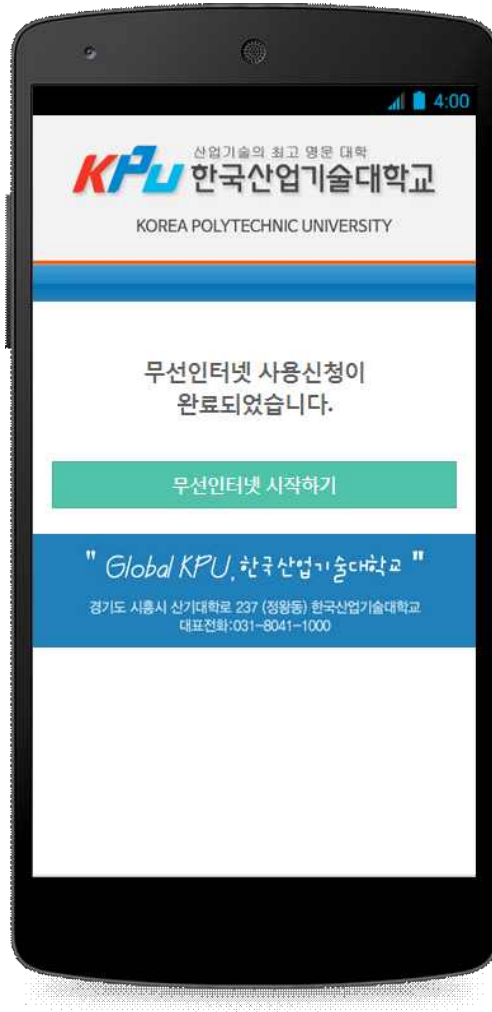 4:00
산업기술의 최고 명문 대학
KPU 한국산업기술대학교
KOREA POLYTECHNIC UNIVERSITY
무선인터넷 사용신청이
완료되었습니다.
무선인터넷 시작하기
" Global KPU, 한국산업기술대학교 "
경기도 시흥시 산기대학로 237 (정왕동) 한국산업기술대학교
대표전화:031-8041-1000